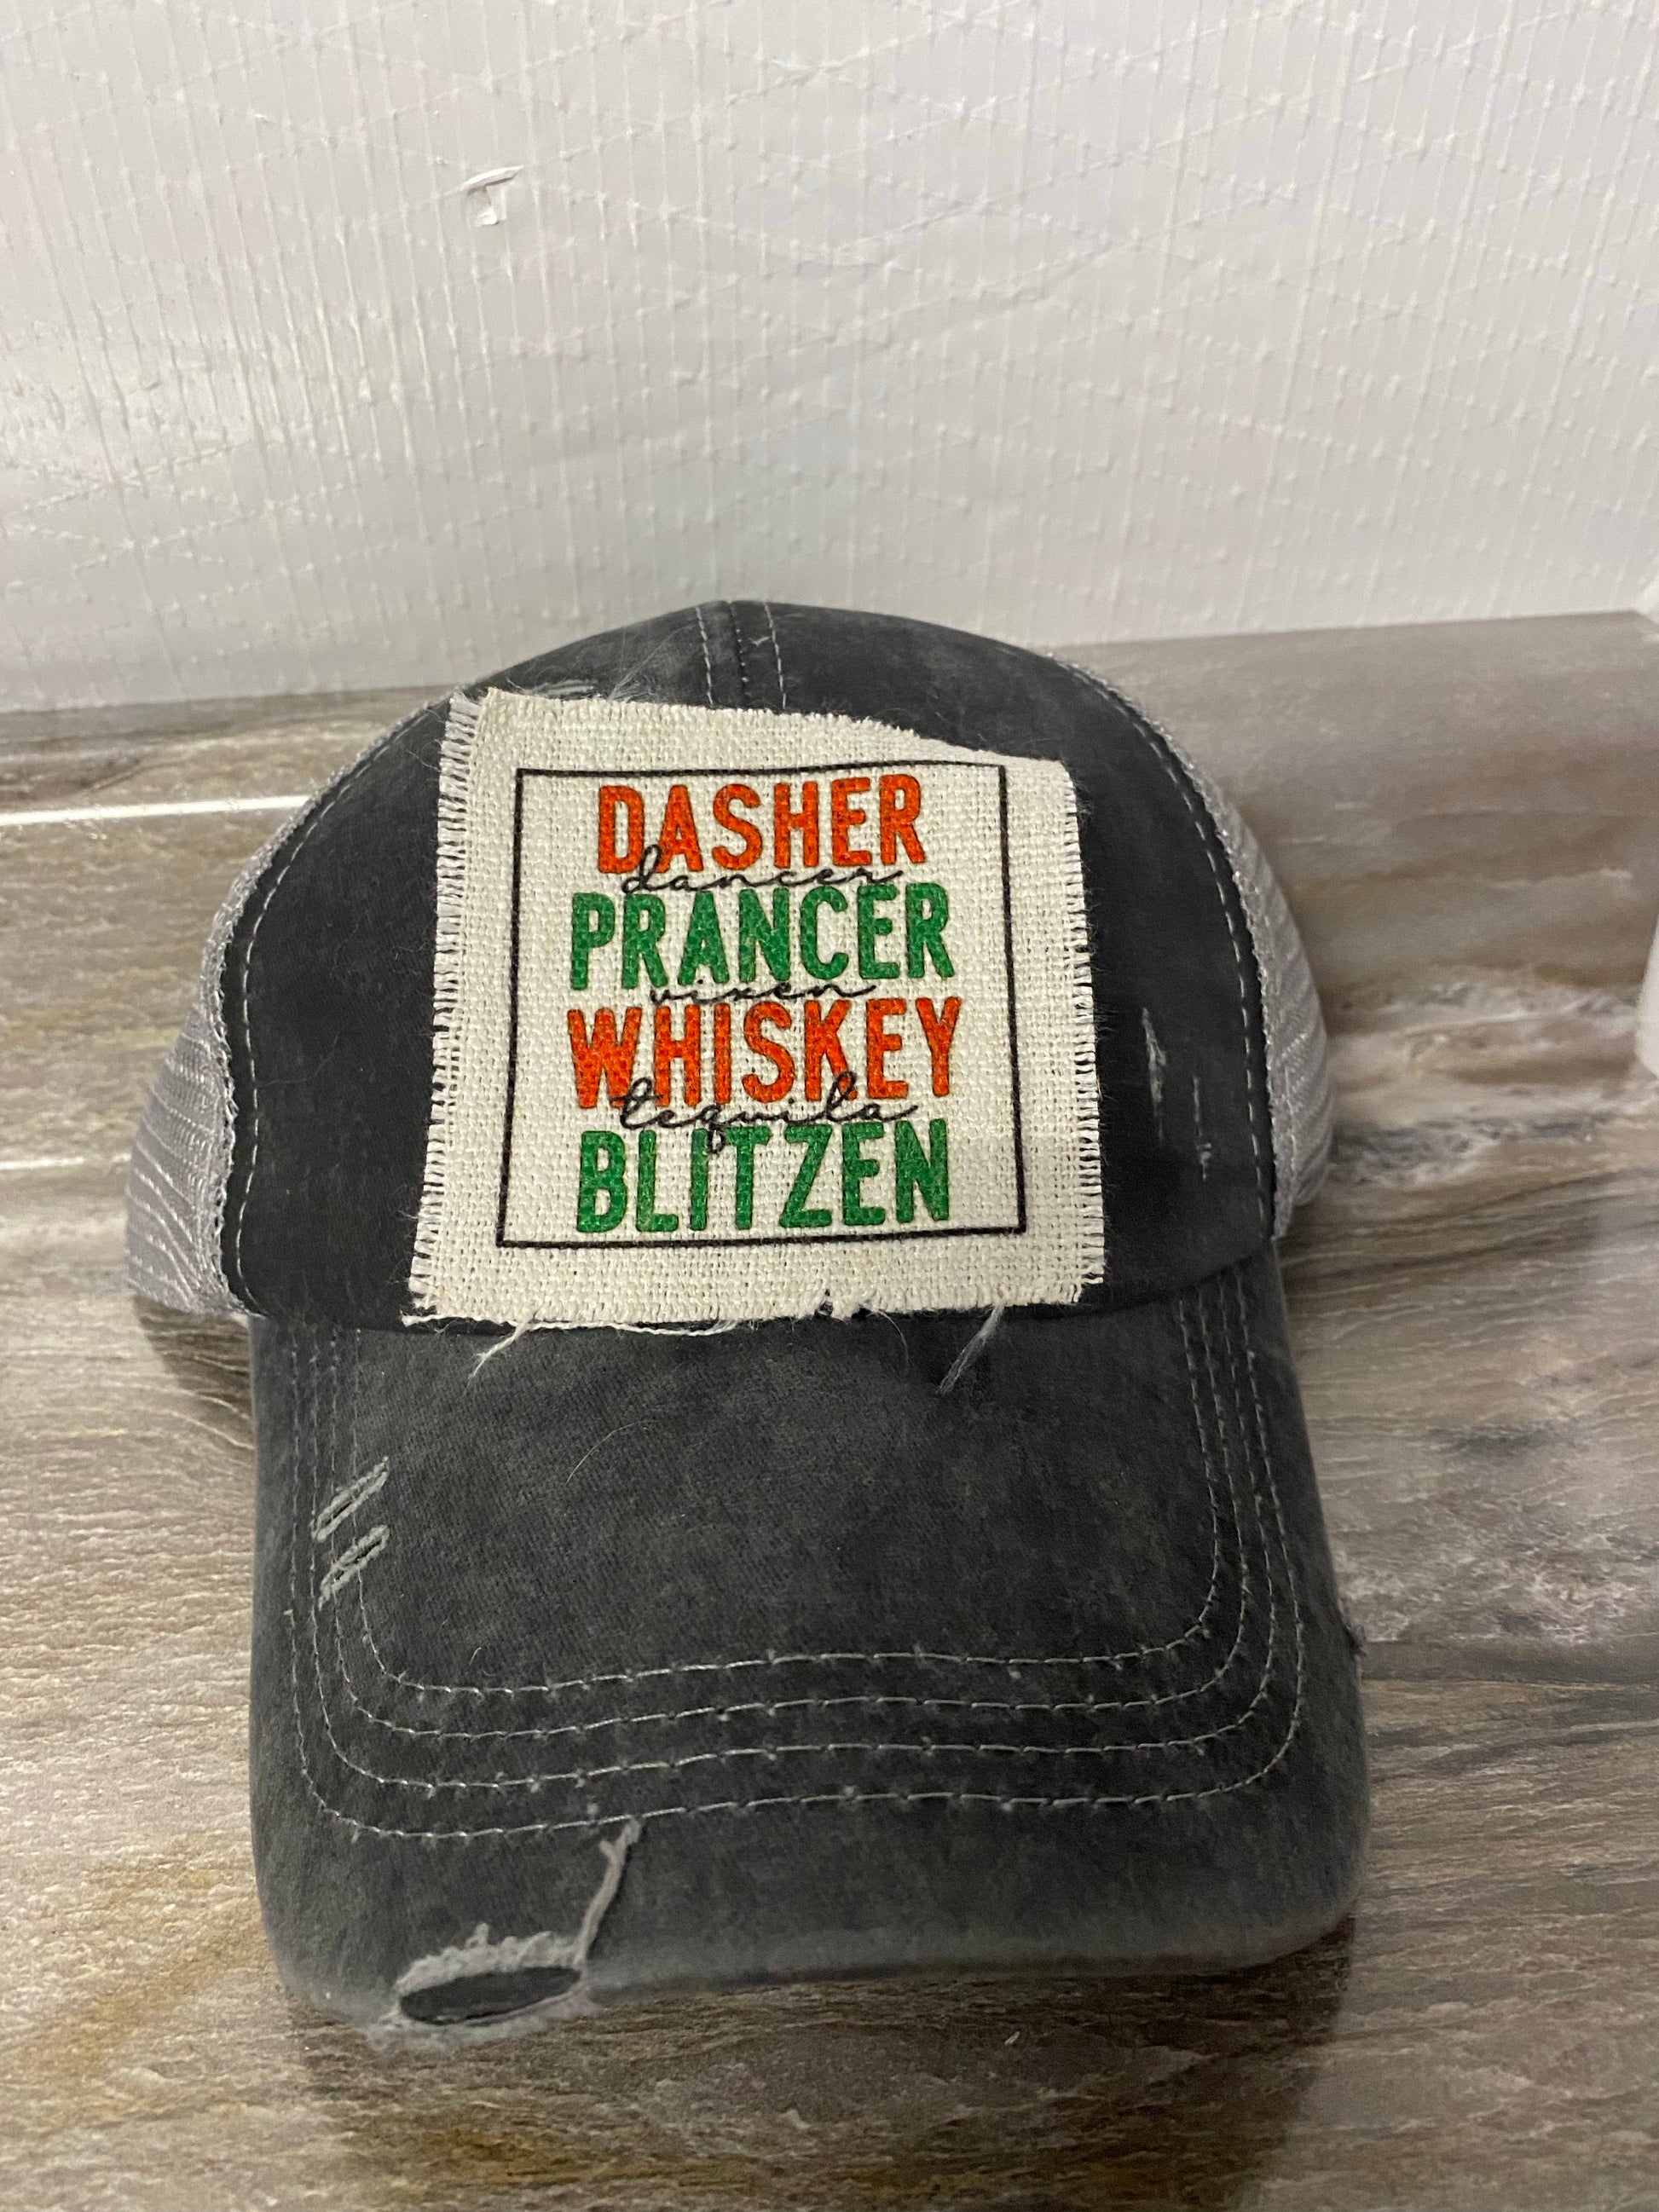 DASHER
dancer
PRANCER
vixen
WHISKEY
tequila
BLITZEN